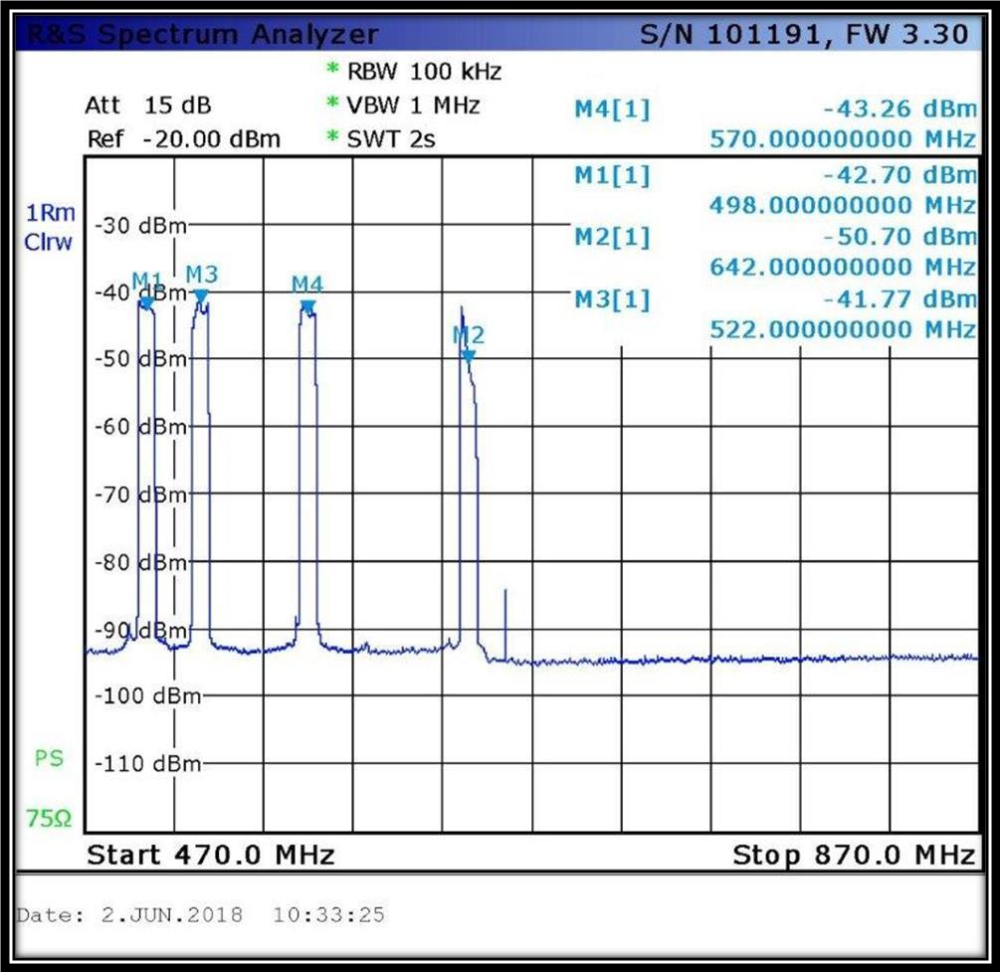 R&S Spectrum Analyzer S/N 101191, FW 3.30
* RBW 100 kHz
Att 15 dB * VBW 1 MHz M4[1] -43.26 dBm
Ref -20.00 dBm * SWT 2s 570.000000000 MHz
M1[1] -42.70 dBm
498.000000000 MHz
1Rm
Clrw
-30 dBm
M2[1] -50.70 dBm
642.000000000 MHz
M1 M3 M4
-40 dBm
M3[1] -41.77 dBm
522.000000000 MHz
M2
-50 dBm
-60 dBm
-70 dBm
-80 dBm
-90 dBm
-100 dBm
PS
-110 dBm
75Ω
Start 470.0 MHz Stop 870.0 MHz
Date: 2.JUN.2018 10:33:25